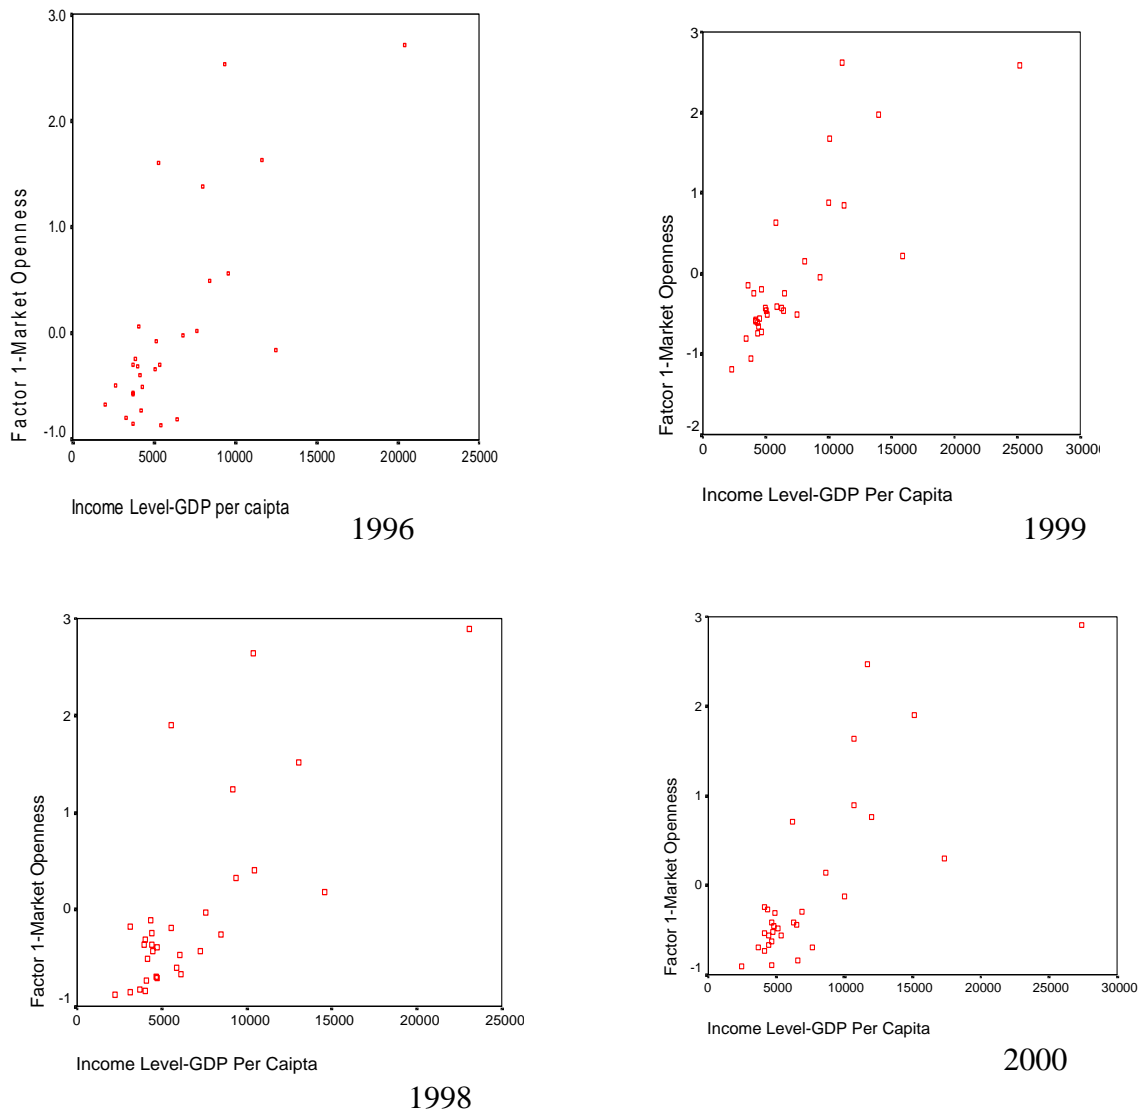 3.0
2.0
1.0
0.0
-1.0
Factor 1-Market Openness
0 5000 10000 15000 20000 25000
Income Level-GDP per caipta
1996
3
2
1
0
-1
-2
Fatcor 1-Market Openness
0 5000 10000 15000 20000 30000
Income Level-GDP Per Capita
1999
3
2
1
0
-1
Factor 1-Market Openness
0 5000 10000 15000 20000 25000
Income Level-GDP Per Caipta
1998
3
2
1
0
-1
Factor 1-Market Openness
0 5000 10000 15000 20000 25000 30000
Income Level-GDP Per Capita
2000